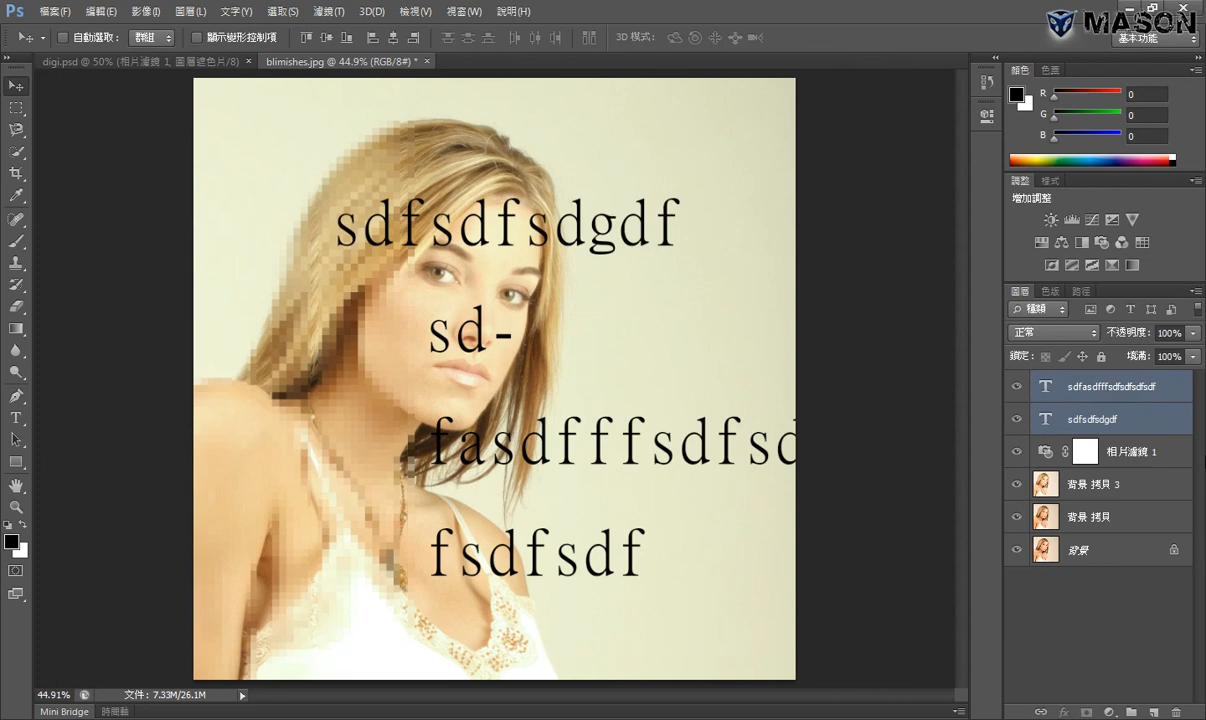 Ps 檔案(F) 編輯(E) 影像(I) 圖層(L) 文字(Y) 選取(S) 濾鏡(T) 3D(D) 檢視(V) 視窗(W) 說明(H)
MASON
自動選取: 群組 顯示變形控制項 3D 模式: 基本功能
digi.psd @ 50% (相片濾鏡 1, 圖層遮色片/8) × blimishes.jpg @ 44.9% (RGB/8#) * ×
顏色 色票
R 0
G 0
B 0
調整 樣式
增加調整
圖層 色版 路徑
種類
正常 不透明度: 100%
鎖定: 填滿: 100%
sdfasdfffsdfsdfsdfsdf
sdfsdfsdgdf
相片濾鏡 1
背景 拷貝 3
背景 拷貝
背景
sdfsdfsdgdf
sd-
fasdfffsdfsd
fsdfsdf
44.91% 文件: 7.33M/26.1M
Mini Bridge 時間軸